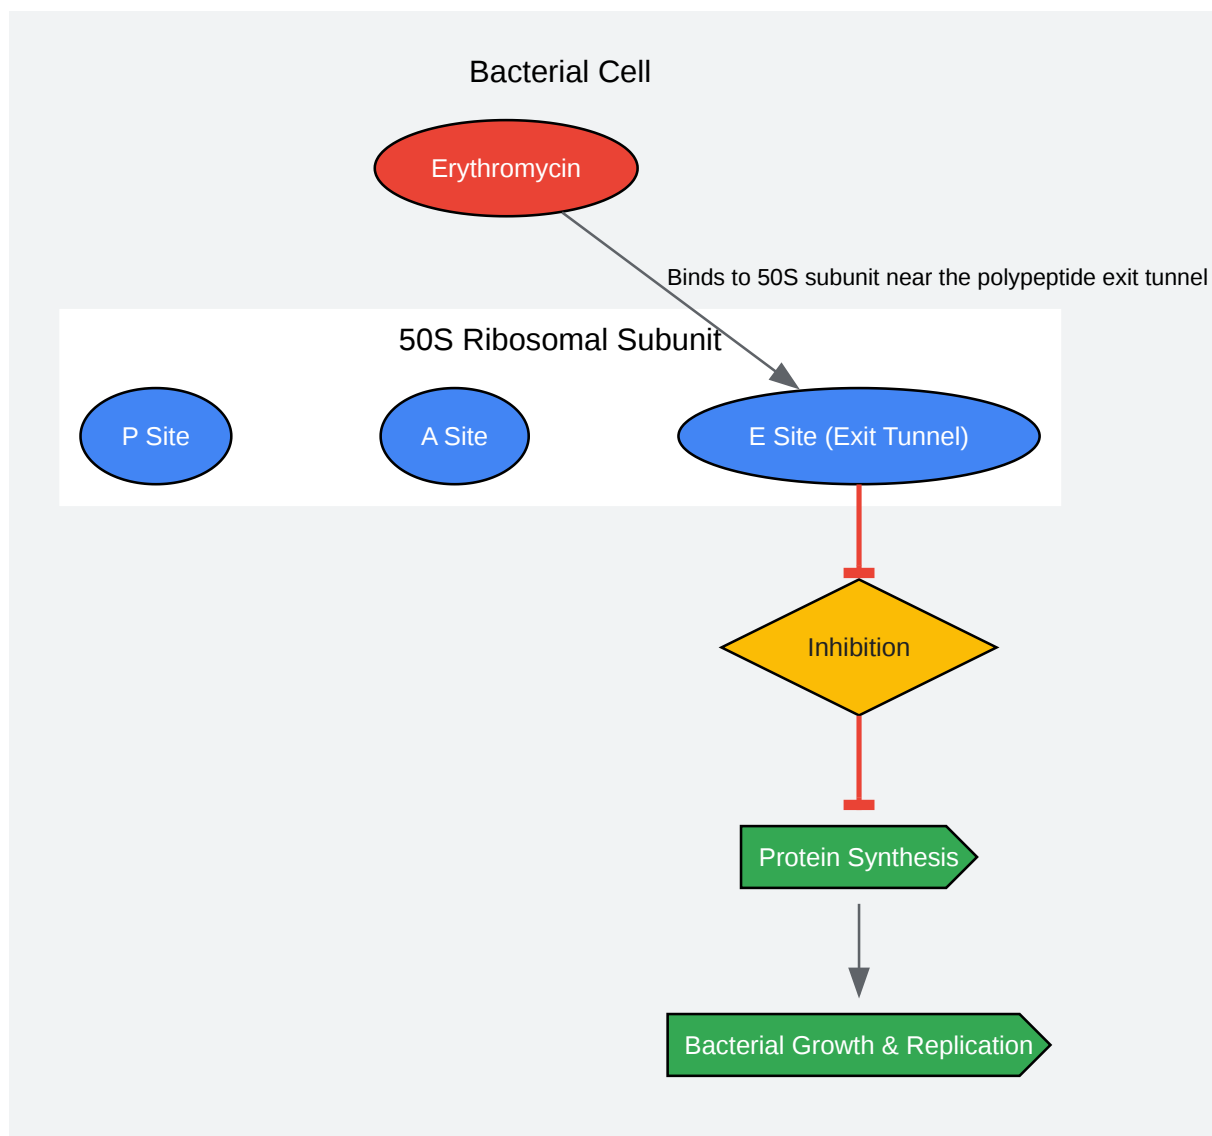 Bacterial Cell
Erythromycin
Binds to 50S subunit near the polypeptide exit tunnel
50S Ribosomal Subunit
P Site
A Site
E Site (Exit Tunnel)
Inhibition
Protein Synthesis
Bacterial Growth & Replication